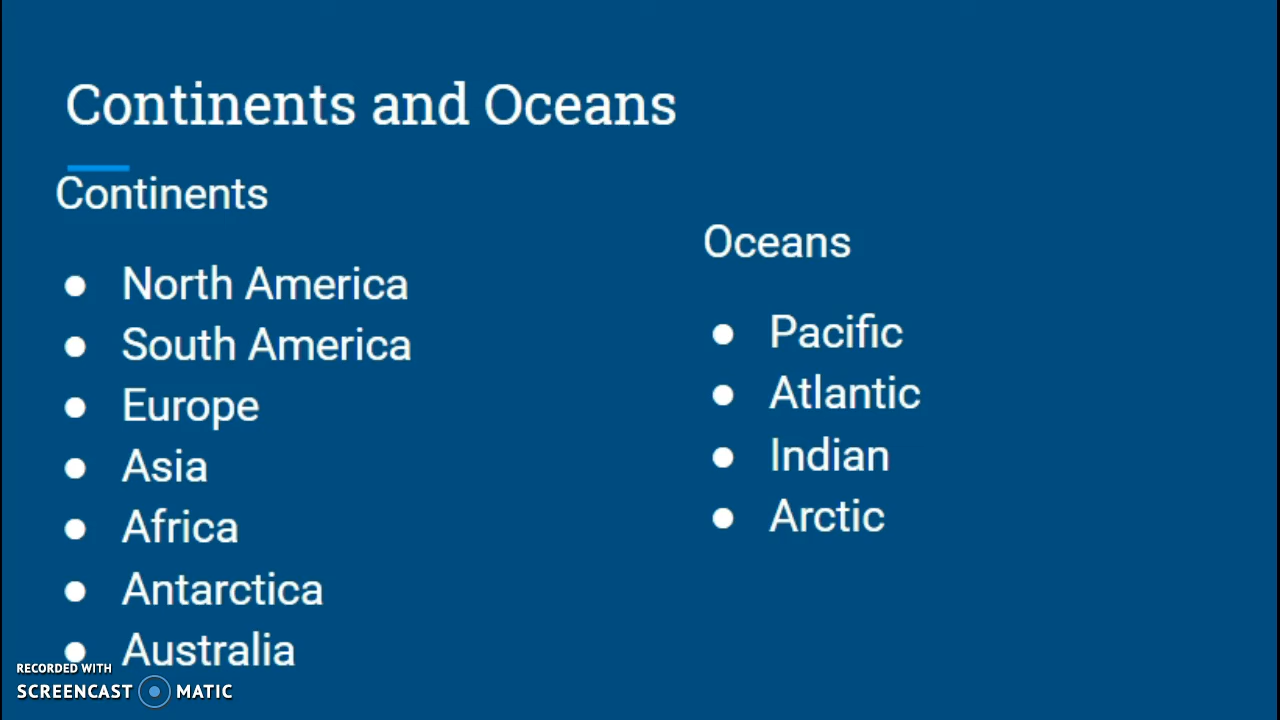 Continents and Oceans
Continents
● North America
● South America
● Europe
● Asia
● Africa
● Antarctica
● Australia
Oceans
● Pacific
● Atlantic
● Indian
● Arctic
RECORDED WITH
SCREENCAST MATIC